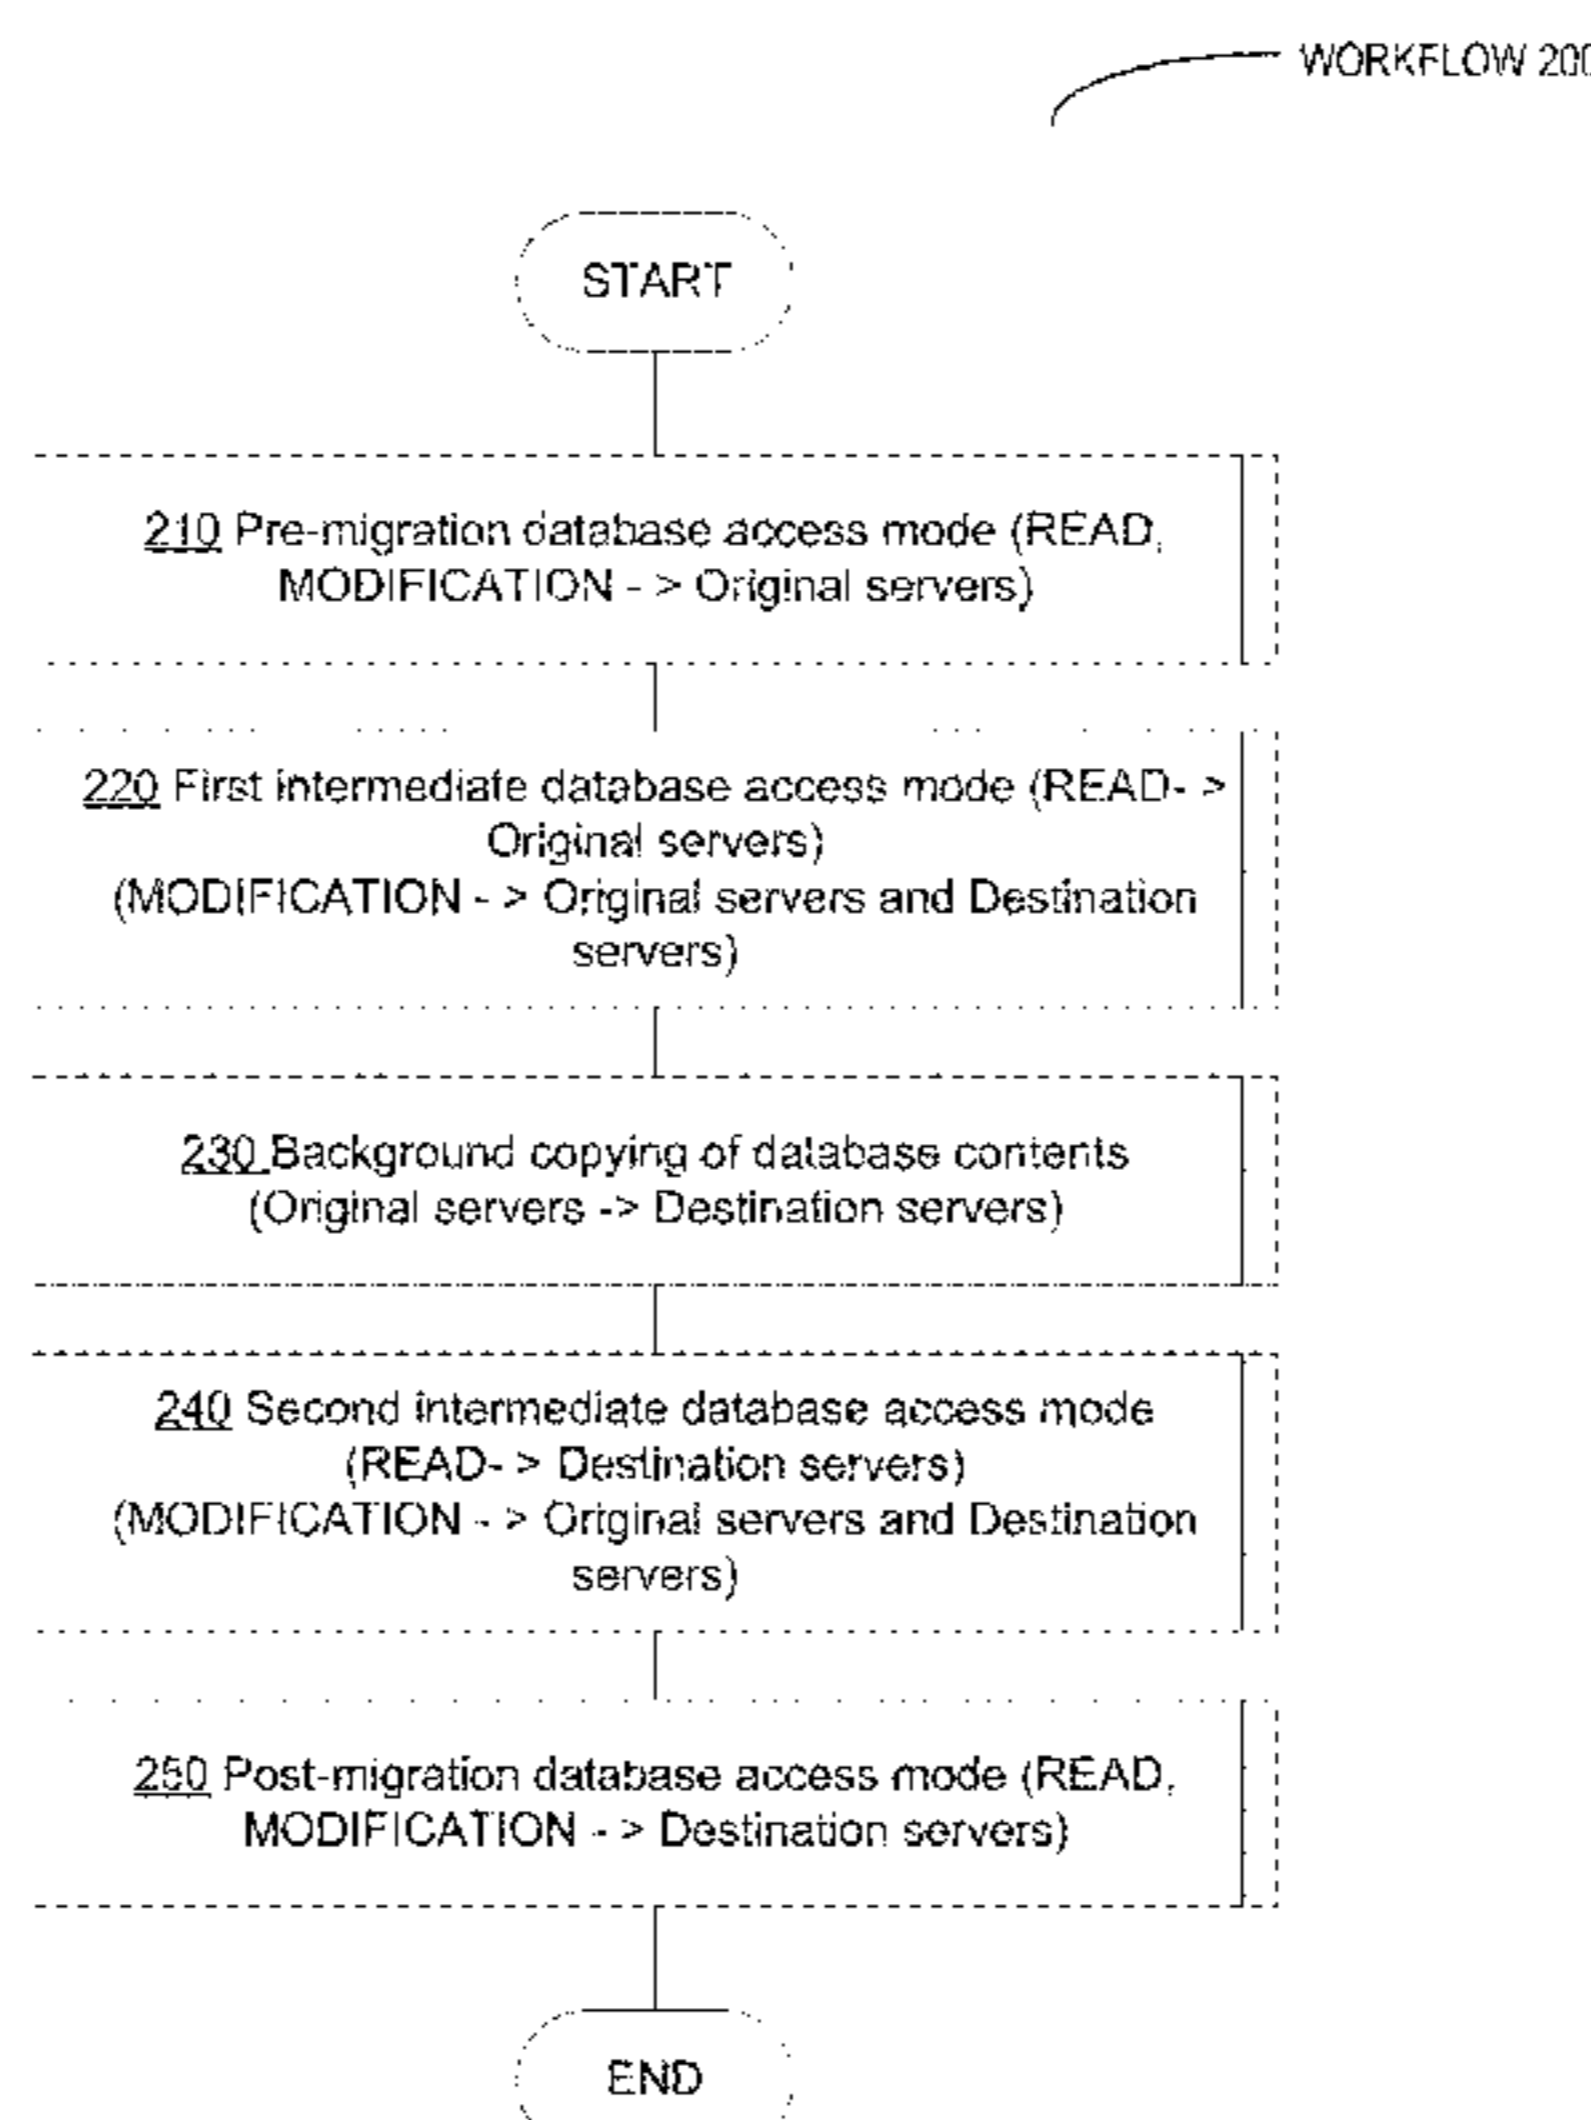 WORKFLOW 200
START
210 Pre-migration database access mode (READ,
MODIFICATION - > Original servers)
220 First intermediate database access mode (READ- >
Original servers)
(MODIFICATION - > Original servers and Destination
servers)
230 Background copying of database contents
(Original servers -> Destination servers)
240 Second intermediate database access mode
(READ- > Destination servers)
(MODIFICATION - > Original servers and Destination
servers)
250 Post-migration database access mode (READ,
MODIFICATION - > Destination servers)
END